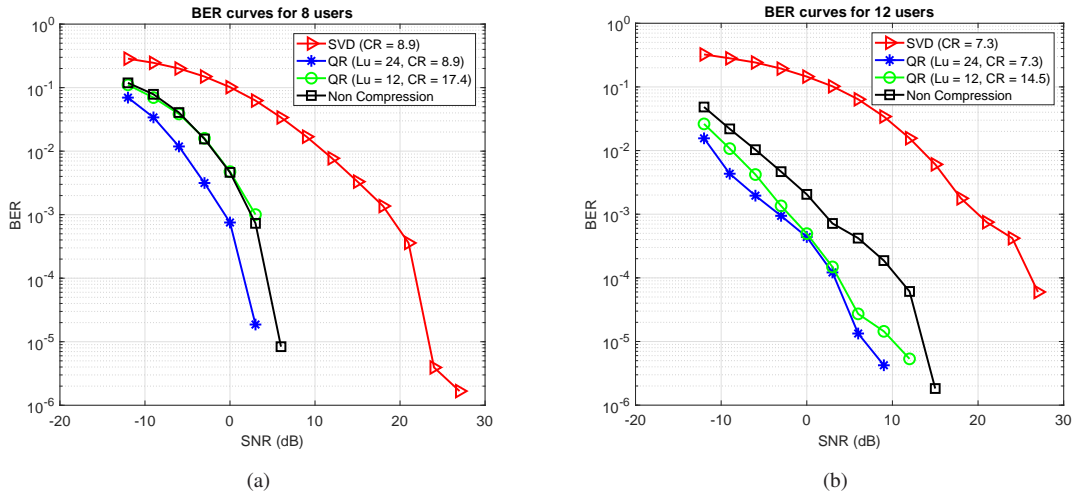 BER curves for 8 users
SVD (CR = 8.9)
QR (Lu = 24, CR = 8.9)
QR (Lu = 12, CR = 17.4)
Non Compression
10^0
10^-1
10^-2
10^-3
10^-4
10^-5
10^-6
BER
-20
-10
0
10
20
30
SNR (dB)
(a)
BER curves for 12 users
SVD (CR = 7.3)
QR (Lu = 24, CR = 7.3)
QR (Lu = 12, CR = 14.5)
Non Compression
10^0
10^-1
10^-2
10^-3
10^-4
10^-5
10^-6
BER
-20
-10
0
10
20
30
SNR (dB)
(b)